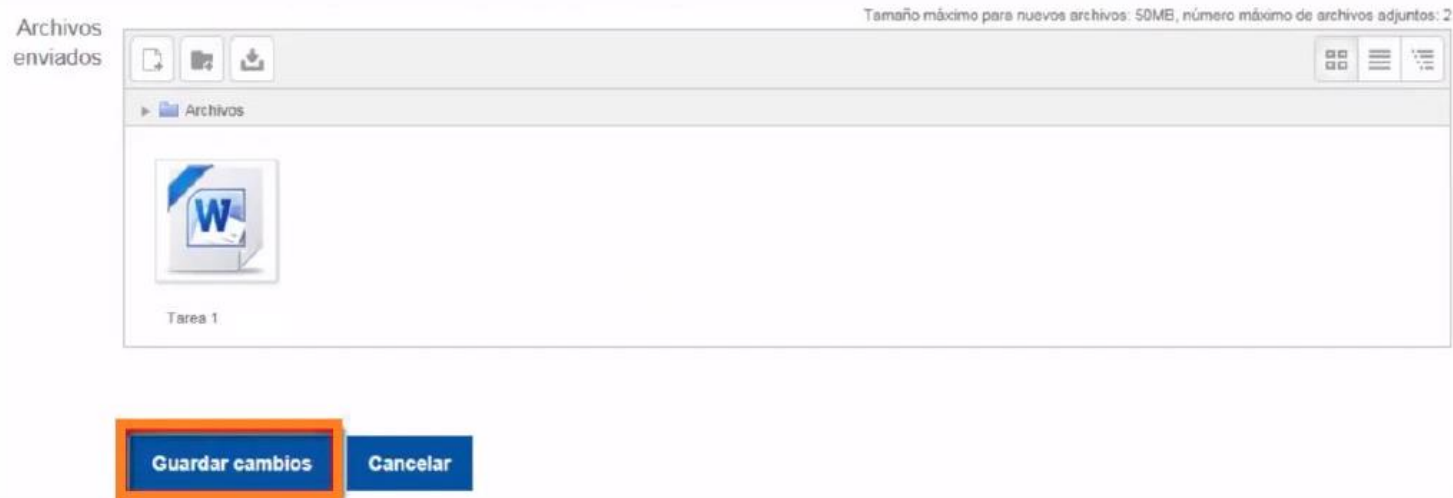 Tamaño máximo para nuevos archivos: 50MB, número máximo de archivos adjuntos: 2
Archivos
enviados
Archivos
W
Tarea 1
Guardar cambios
Cancelar